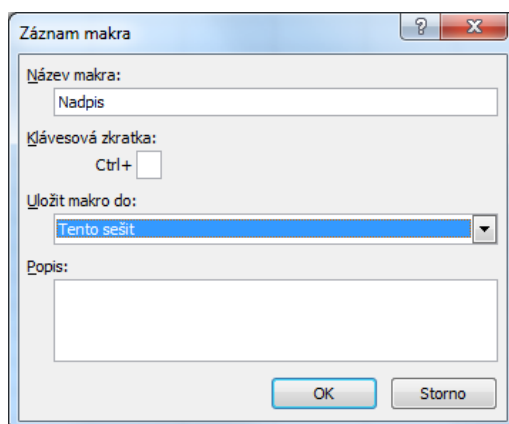 Záznam makra
Název makra:
Nadpis
Klávesová zkratka:
Ctrl+
Uložit makro do:
Tento sešit
Popis:
OK Storno